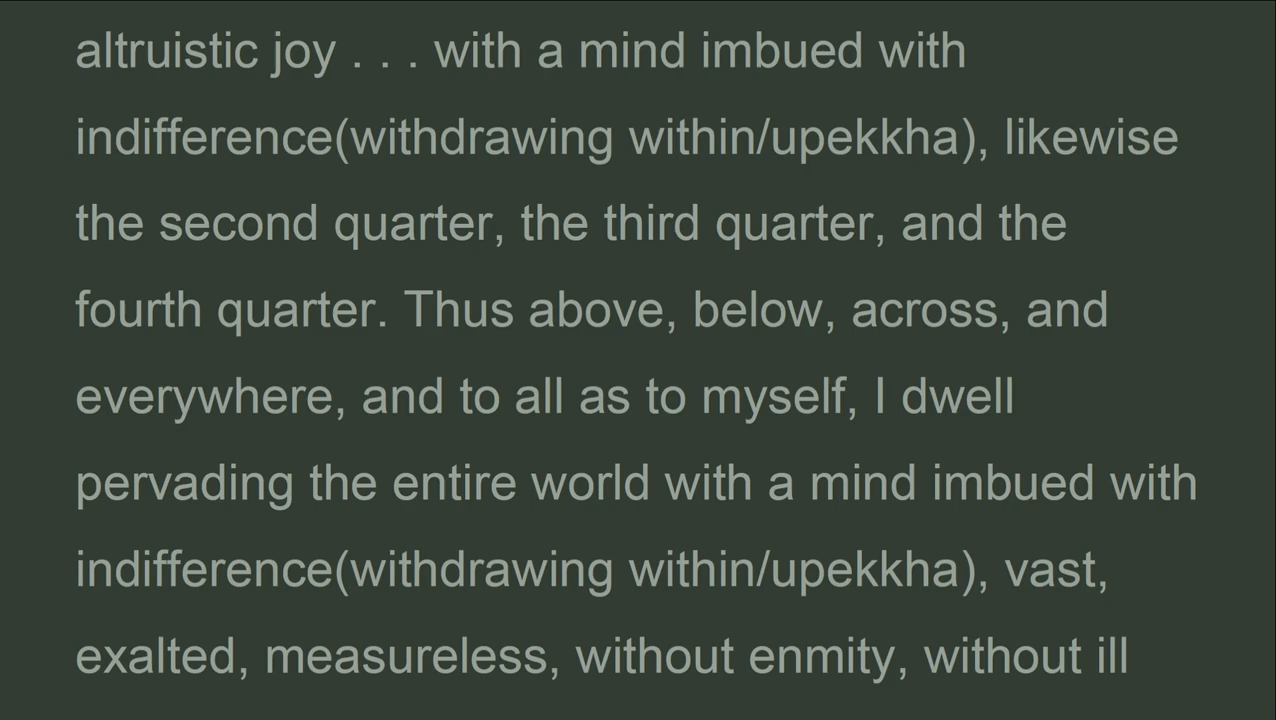 altruistic joy . . . with a mind imbued with
indifference(withdrawing within/upekkha), likewise
the second quarter, the third quarter, and the
fourth quarter. Thus above, below, across, and
everywhere, and to all as to myself, I dwell
pervading the entire world with a mind imbued with
indifference(withdrawing within/upekkha), vast,
exalted, measureless, without enmity, without ill